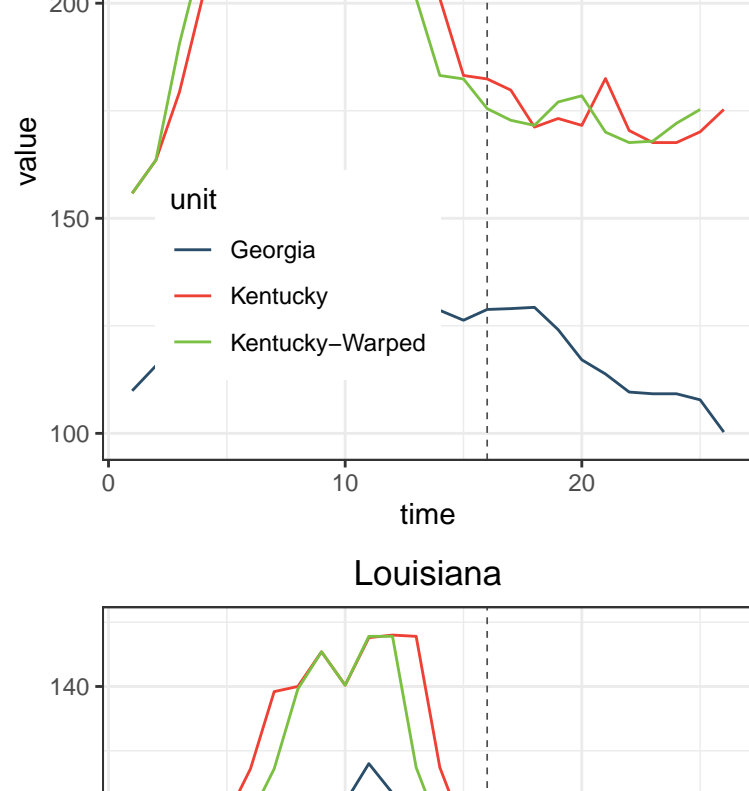 200
value
unit
150
Georgia
Kentucky
Kentucky−Warped
100
0 10 20
time
Louisiana
140